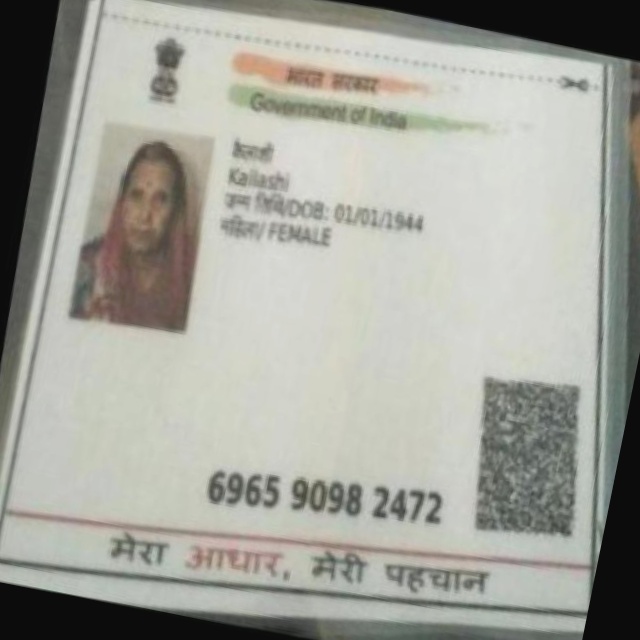 भारत सरकार
Government of India
कैलाशी
Kailashi
जन्म तिथि/DOB: 01/01/1944
महिला/ FEMALE
6965 9098 2472
मेरा आधार, मेरी पहचान